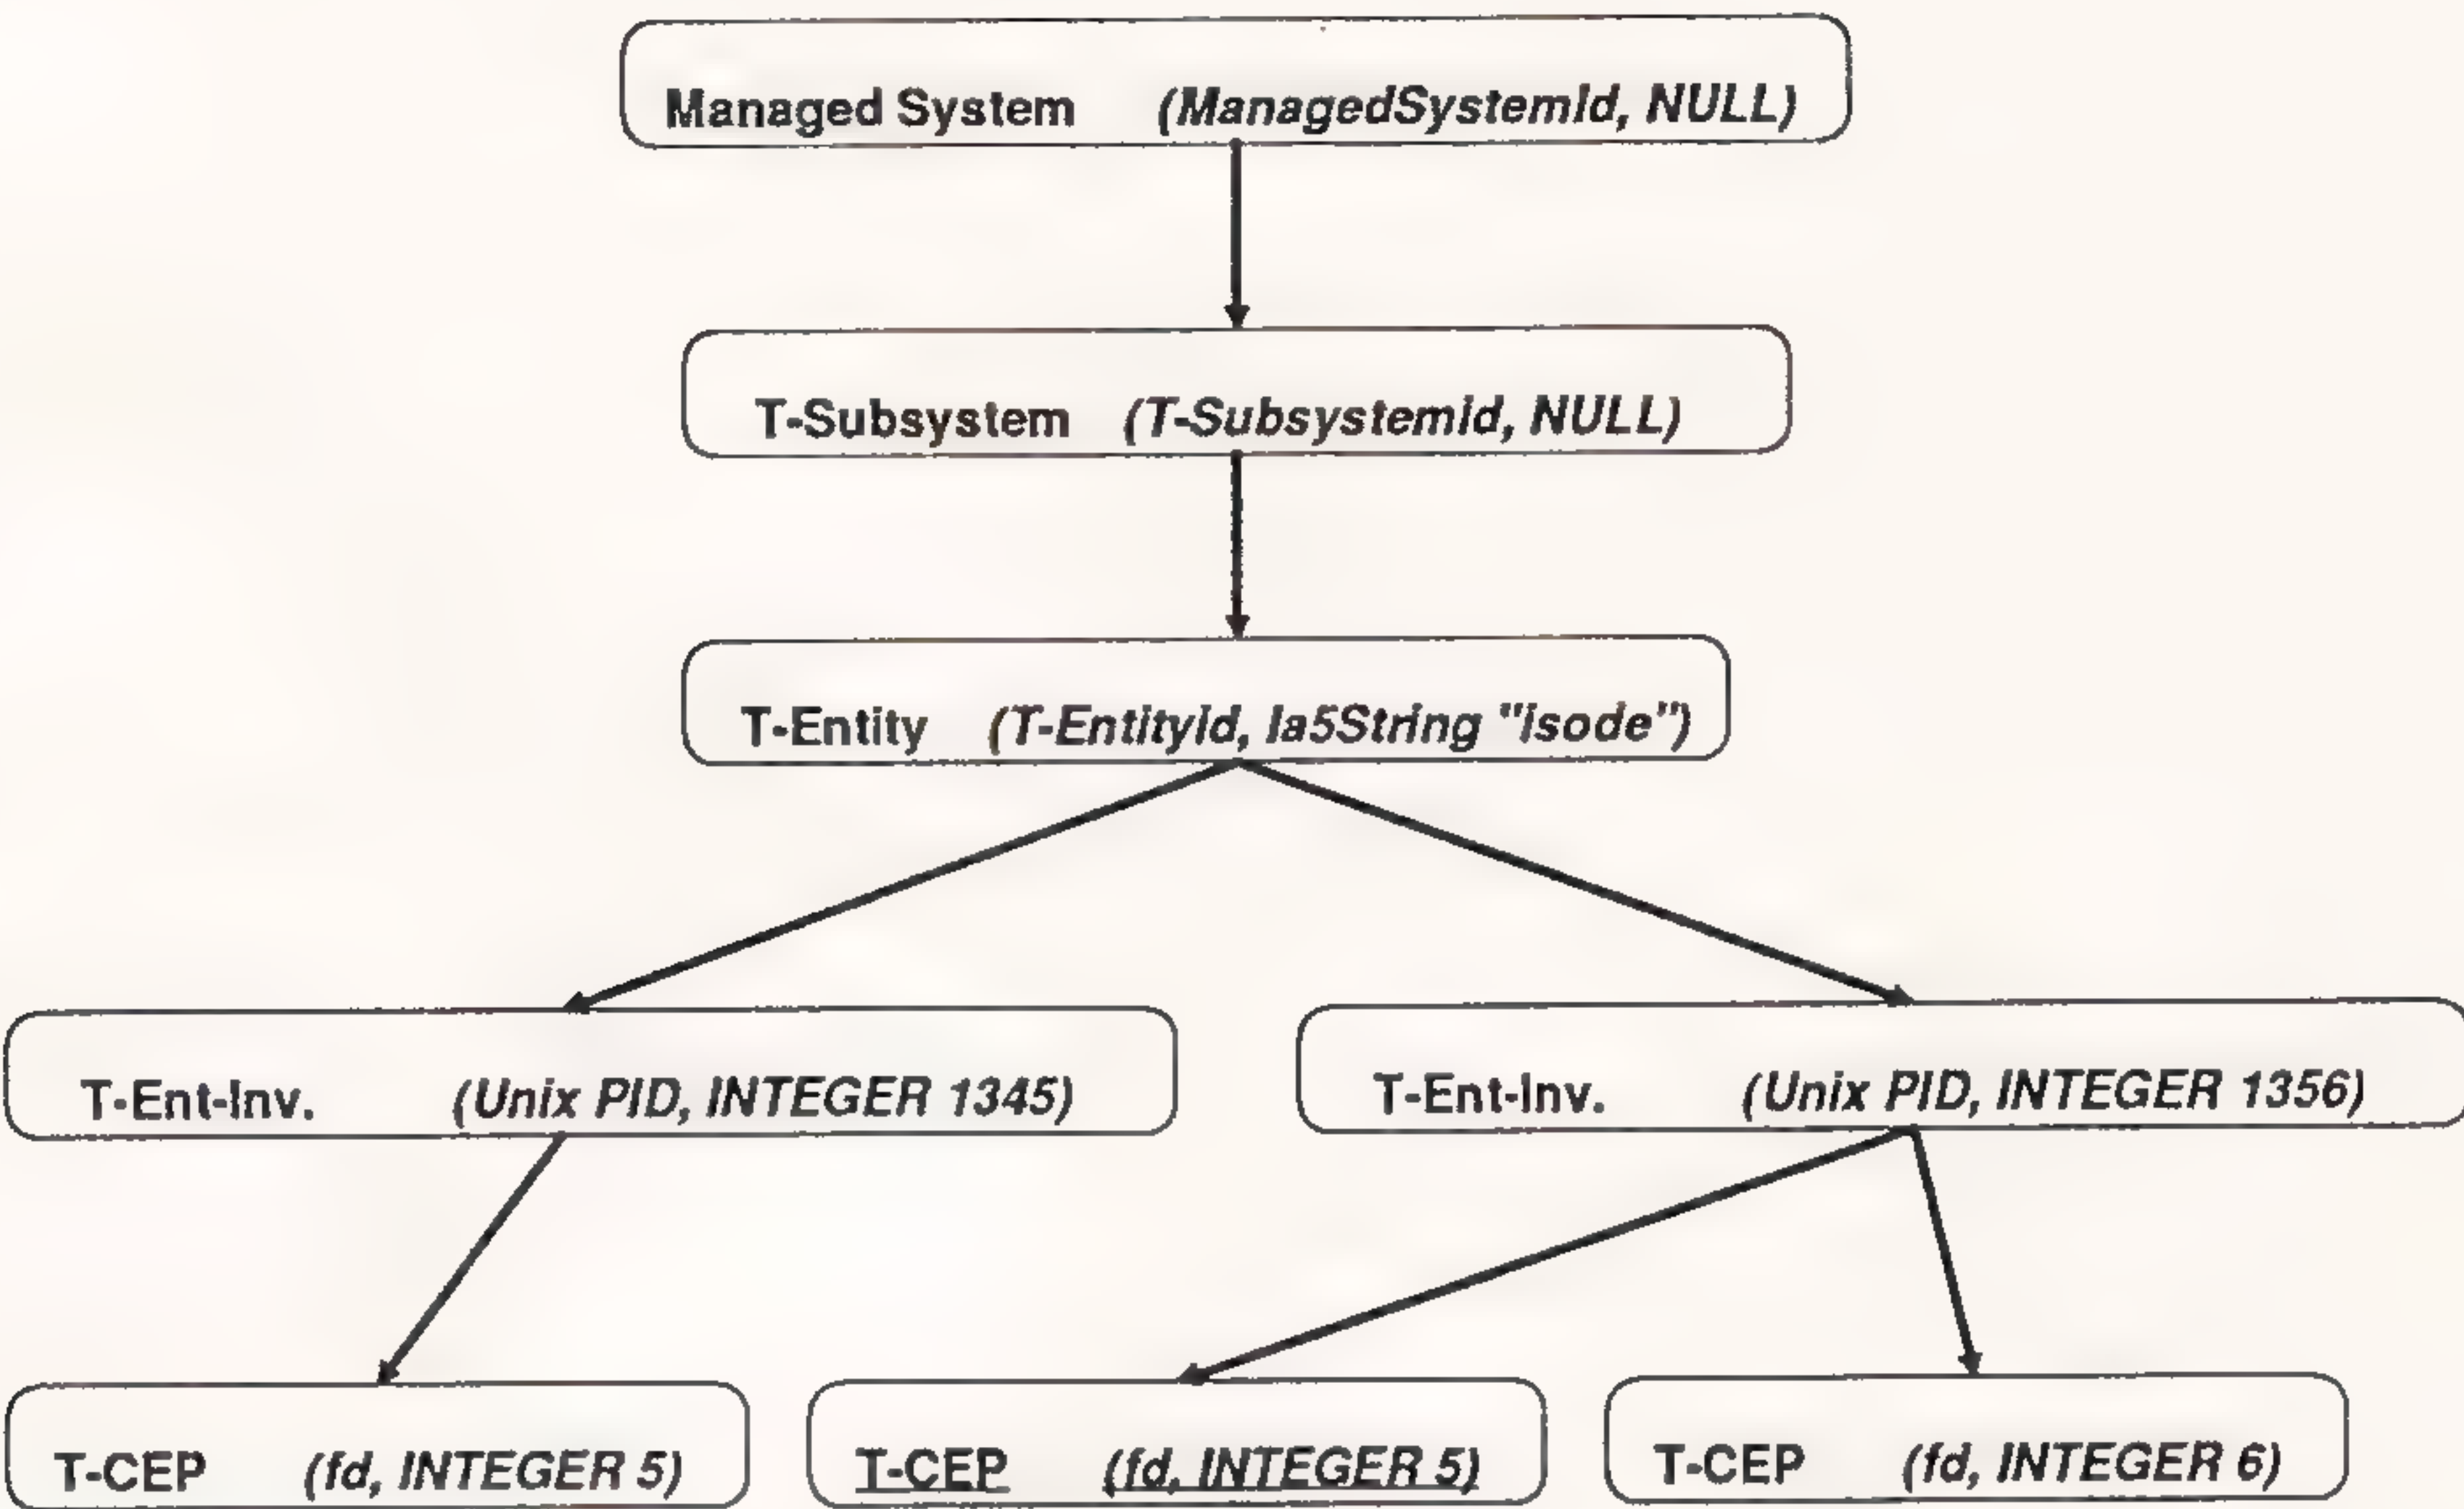 Managed System (ManagedSystemId, NULL)
T-Subsystem (T-SubsystemId, NULL)
T-Entity (T-EntityId, Ia5String "isode")
T-Ent-Inv. (Unix PID, INTEGER 1345)
T-Ent-Inv. (Unix PID, INTEGER 1356)
T-CEP (fd, INTEGER 5)
T-CEP (fd, INTEGER 5)
T-CEP (fd, INTEGER 6)